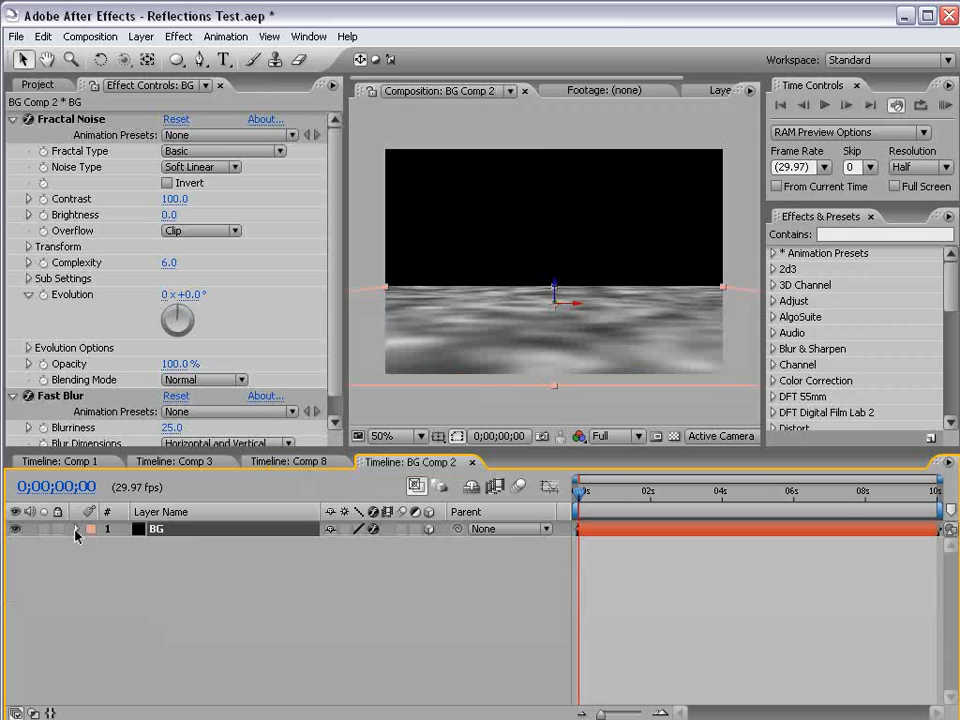 Adobe After Effects - Reflections Test.aep *
File Edit Composition Layer Effect Animation View Window Help
Workspace: Standard
Project Effect Controls: BG
BG Comp 2 * BG
Fractal Noise Reset About...
Animation Presets: None
Fractal Type Basic
Noise Type Soft Linear
Invert
Contrast 100.0
Brightness 0.0
Overflow Clip
Transform
Complexity 6.0
Sub Settings
Evolution 0 x+0.0°
Evolution Options
Opacity 100.0 %
Blending Mode Normal
Fast Blur Reset About...
Animation Presets: None
Blurriness 25.0
Blur Dimensions Horizontal and Vertical
Composition: BG Comp 2 Footage: (none) Laye
50% 0;00;00;00 Full Active Camera
Time Controls
RAM Preview Options
Frame Rate Skip Resolution
(29.97) 0 Half
From Current Time Full Screen
Effects & Presets
Contains:
* Animation Presets
2d3
3D Channel
Adjust
AlgoSuite
Audio
Blur & Sharpen
Channel
Color Correction
DFT 55mm
DFT Digital Film Lab 2
Distort
Timeline: Comp 1 Timeline: Comp 3 Timeline: Comp 8 Timeline: BG Comp 2
0;00;00;00 (29.97 fps)
02s 04s 06s 08s 10s
# Layer Name Parent
1 BG None